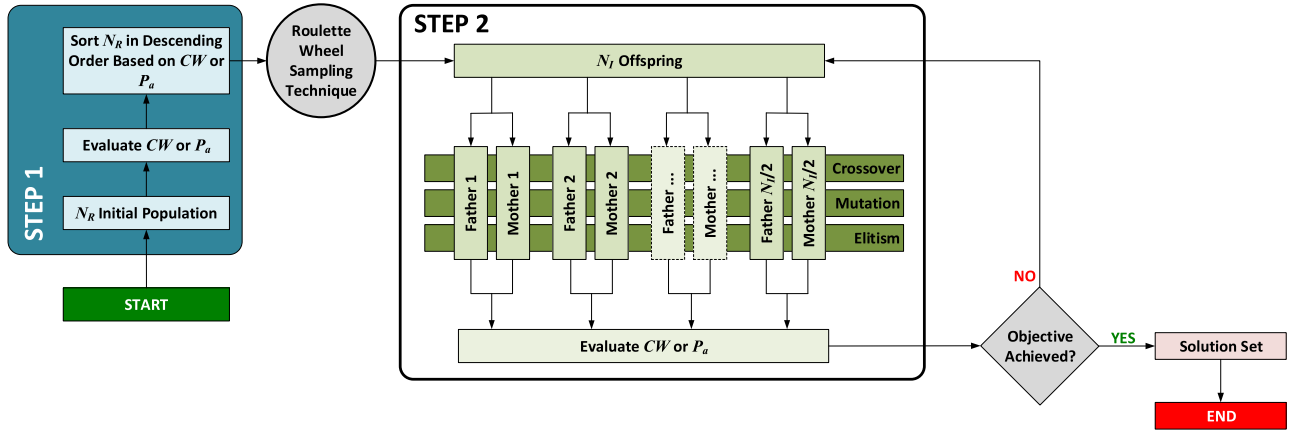 STEP 1
Sort N_R in Descending
Order Based on CW or
P_a
Evaluate CW or P_a
N_R Initial Population
START
Roulette
Wheel
Sampling
Technique
STEP 2
N_I Offspring
Father 1
Mother 1
Father 2
Mother 2
Father ...
Mother ...
Father N_I/2
Mother N_I/2
Crossover
Mutation
Elitism
Evaluate CW or P_a
NO
Objective
Achieved?
YES
Solution Set
END